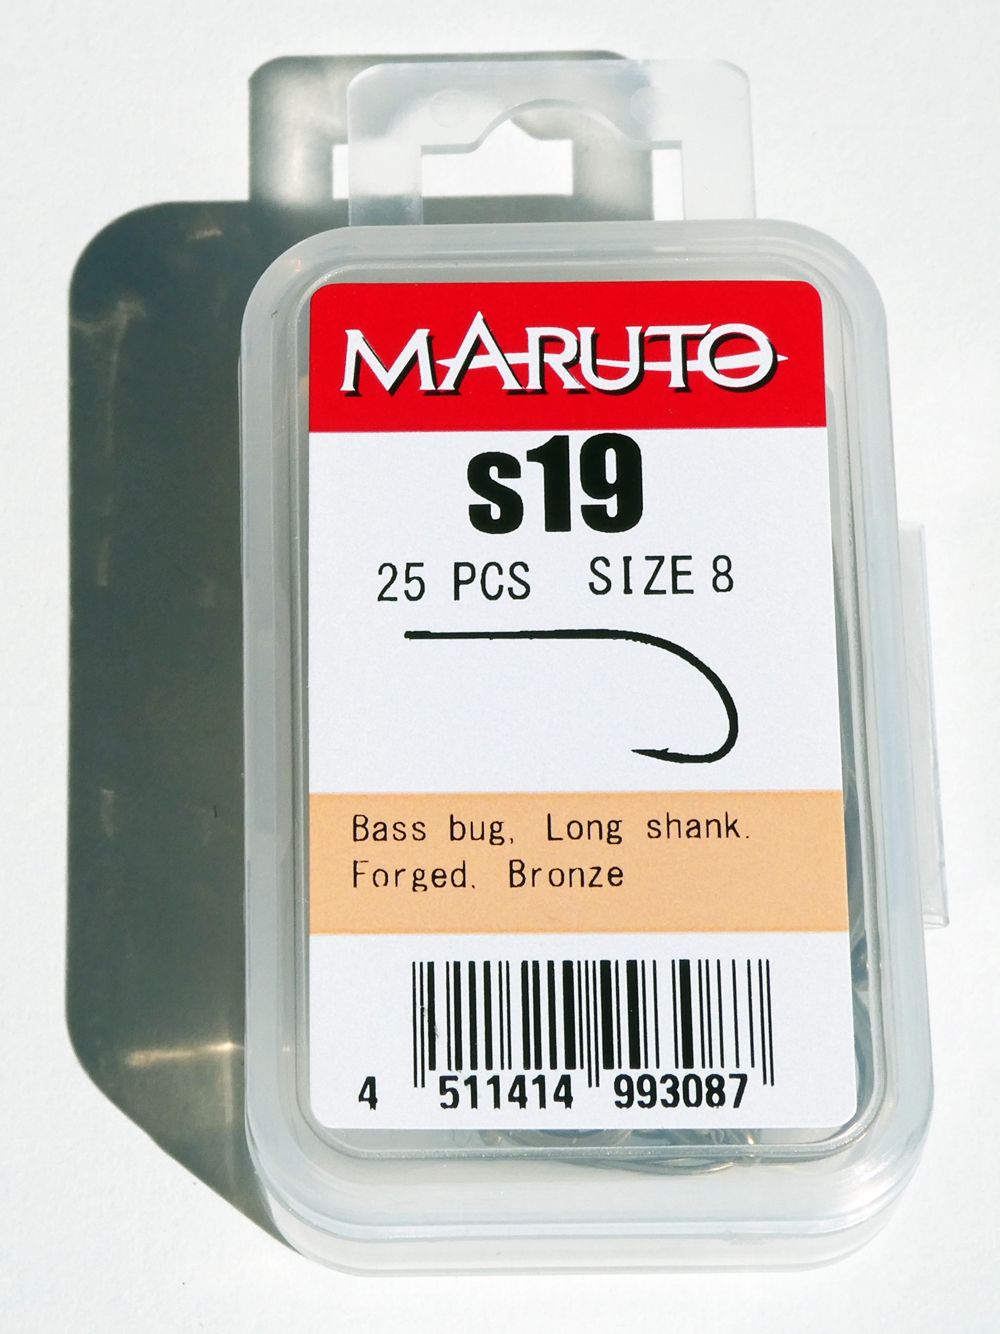 MARUTO
s19
25 PCS SIZE 8
Bass bug, Long shank.
Forged. Bronze
4 511414 993087